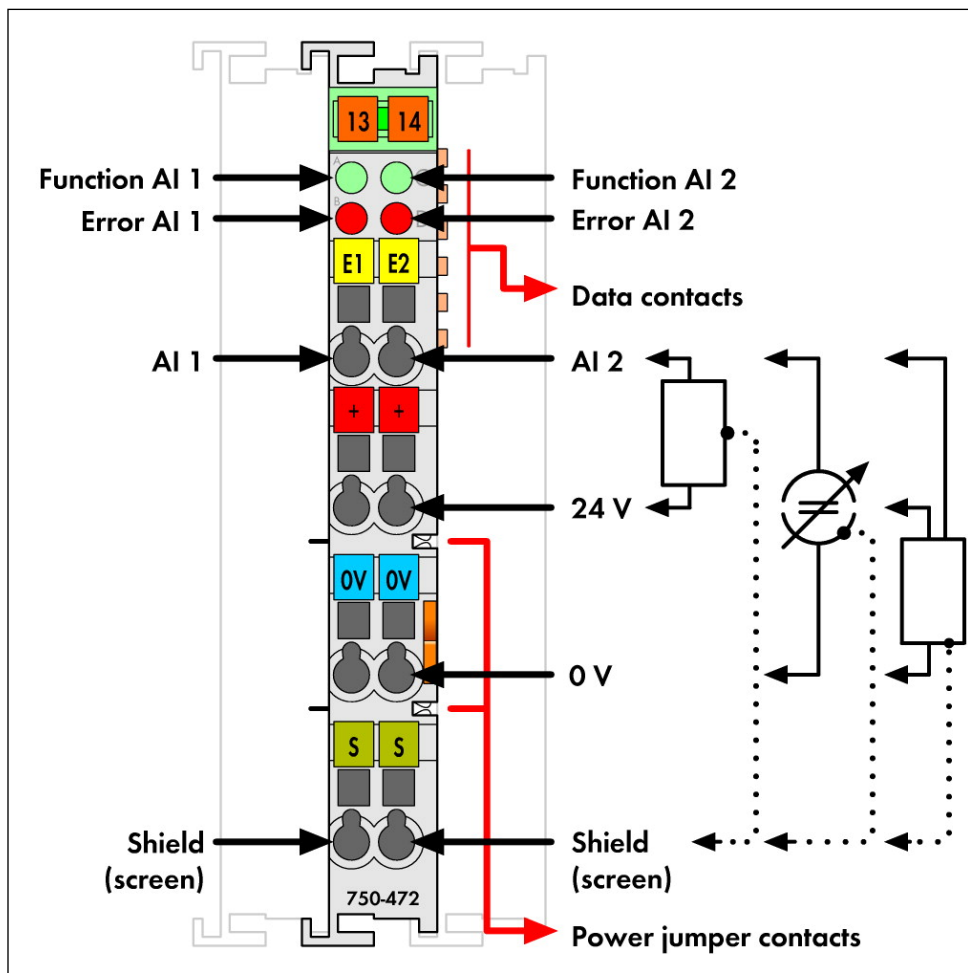 13 14
A
C
Function AI 1
Function AI 2
B
D
Error AI 1
Error AI 2
E1 E2
Data contacts
AI 1
AI 2
+ +
24 V
0V 0V
0 V
S S
Shield
(screen)
Shield
(screen)
750-472
Power jumper contacts